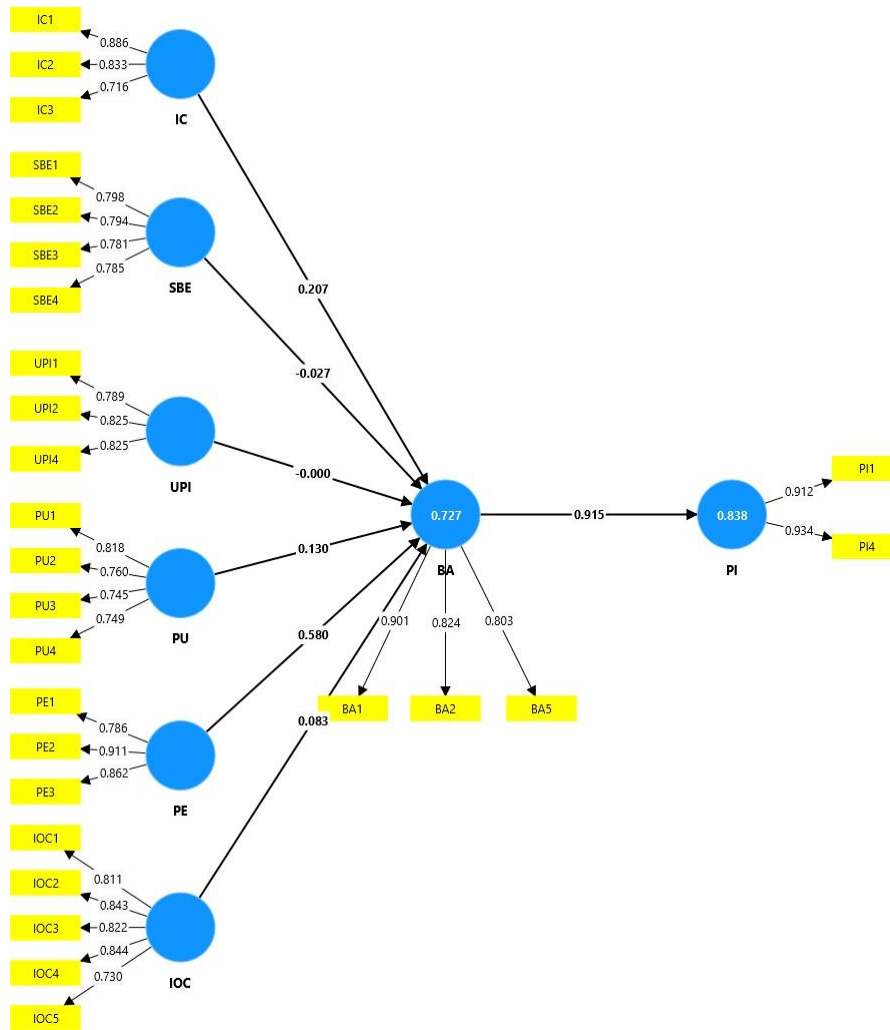 IC1
IC2
IC3
0.886
0.833
0.716
IC
SBE1
SBE2
SBE3
SBE4
0.798
0.794
0.781
0.785
SBE
UPI1
UPI2
UPI4
0.789
0.825
0.825
UPI
PU1
PU2
PU3
PU4
0.818
0.760
0.745
0.749
PU
PE1
PE2
PE3
0.786
0.911
0.862
PE
IOC1
IOC2
IOC3
IOC4
IOC5
0.811
0.843
0.822
0.844
0.730
IOC
0.207
-0.027
-0.000
0.130
0.580
0.083
0.727
BA
0.901
0.824
0.803
BA1
BA2
BA5
0.915
0.838
PI
0.912
0.934
PI1
PI4